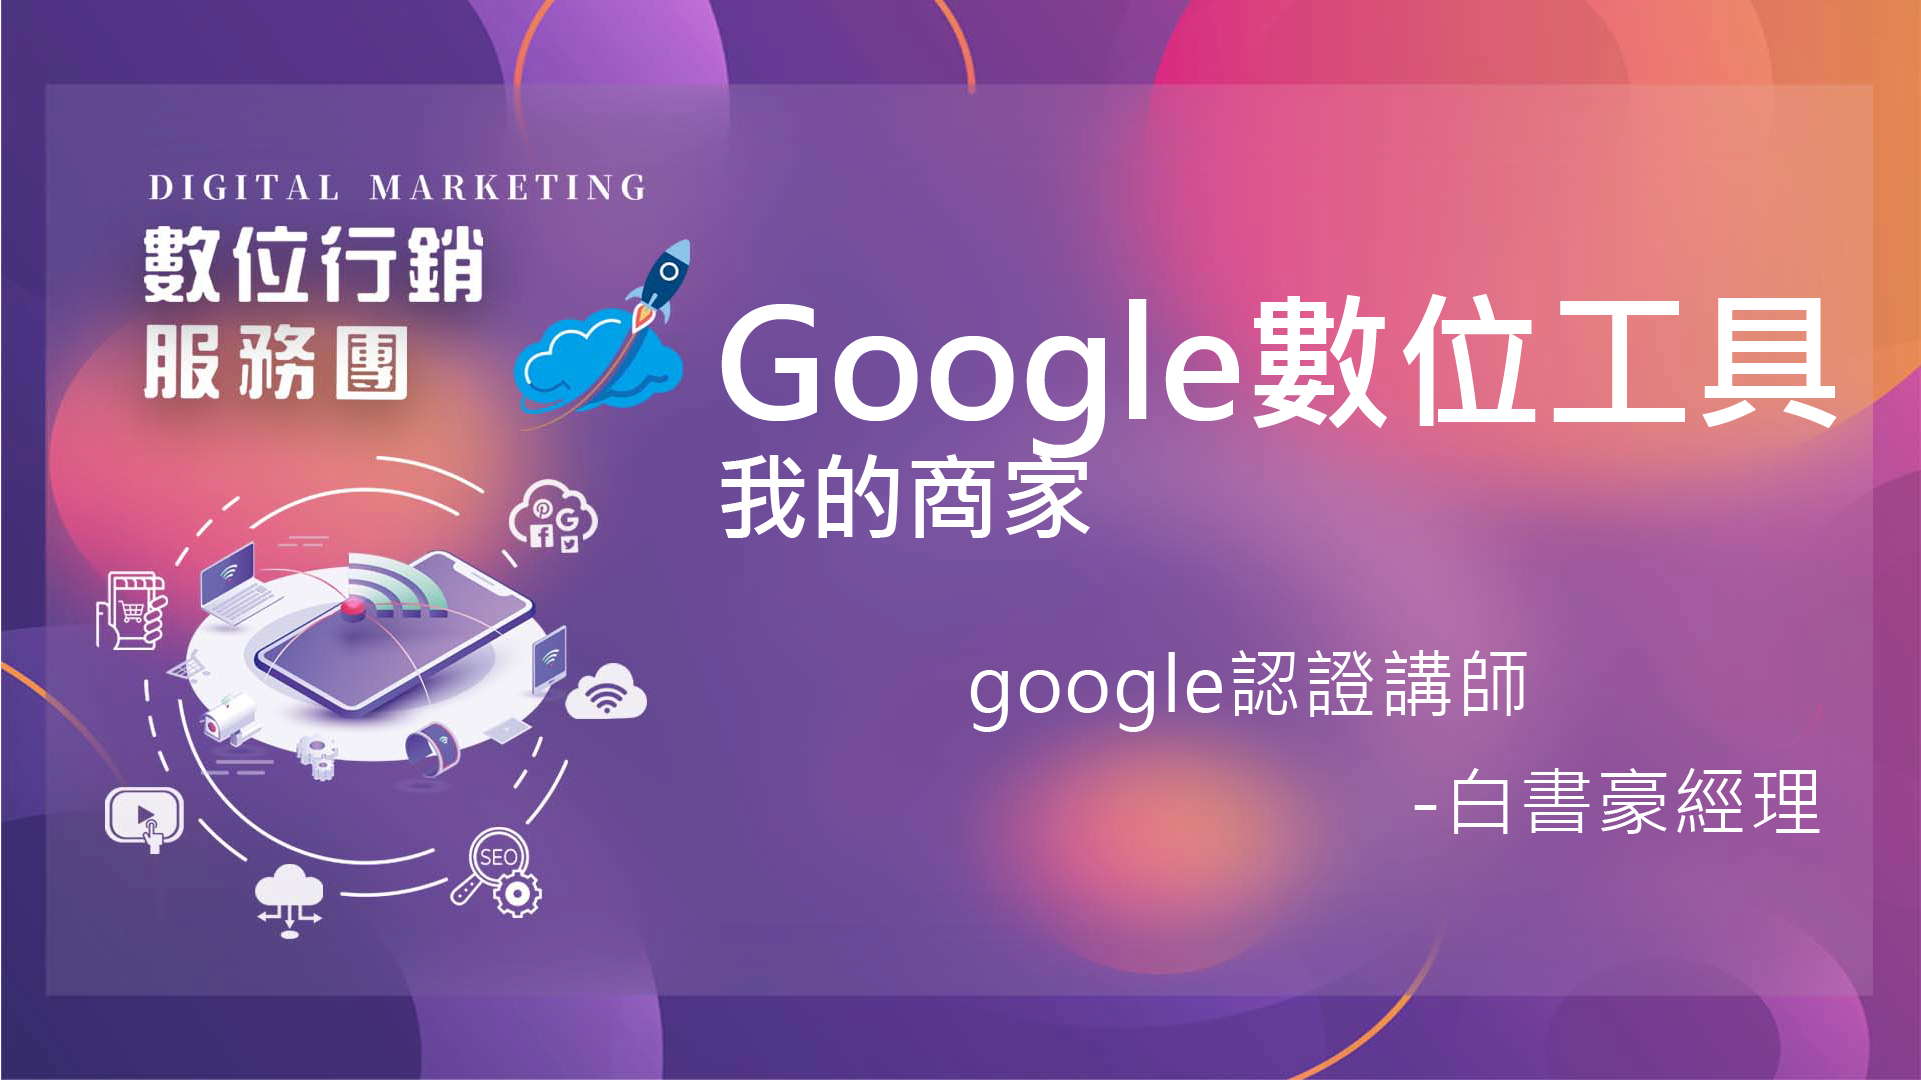 DIGITAL MARKETING
數位行銷
服務團
Google數位工具
我的商家
google認證講師
-白書豪經理
SEO